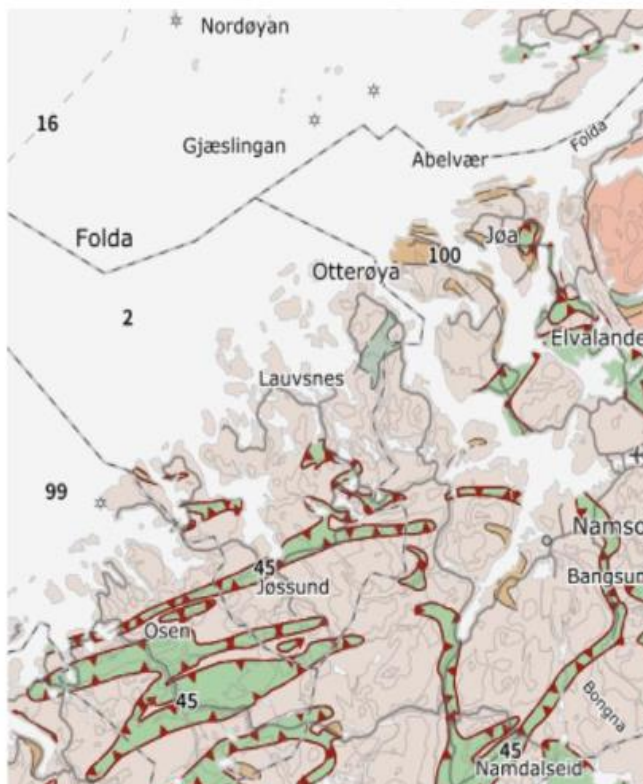 Nordøyan
16
Gjæslingan
Abelvær
Folda
Folda
Jøa
100
Otterøya
2
Elvalande
Lauvsnes
99
Namso
45
Jøssund
Bangsun
Osen
45
Bongna
45
Namdalseid